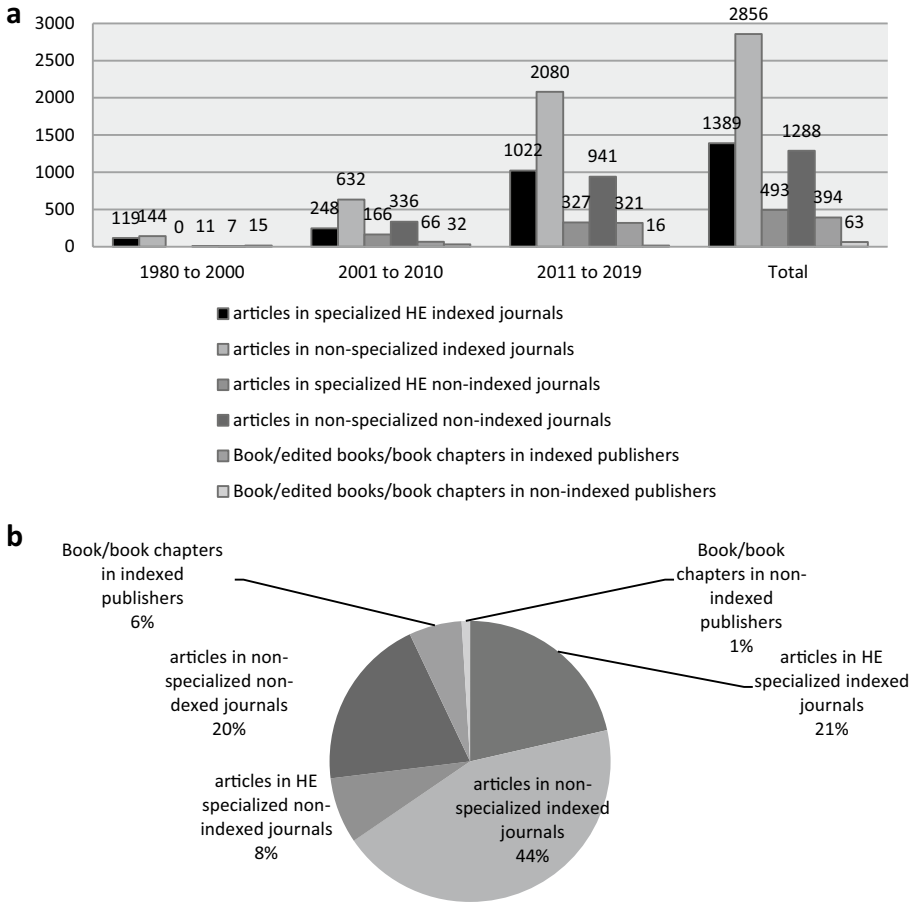 a
3000
2500
2000
1500
1000
500
0
119 144 0 11 7 15
248 632 166 336 66 32
1022 2080 327 941 321 16
1389 2856 493 1288 394 63
1980 to 2000 2001 to 2010 2011 to 2019 Total
articles in specialized HE indexed journals
articles in non-specialized indexed journals
articles in specialized HE non-indexed journals
articles in non-specialized non-indexed journals
Book/edited books/book chapters in indexed publishers
Book/edited books/book chapters in non-indexed publishers
b
Book/book chapters
in indexed
publishers
6%
Book/book
chapters in non-
indexed
publishers
1%
articles in HE
specialized indexed
journals
21%
articles in non-
specialized non-
dexed journals
20%
articles in HE
specialized non-
indexed journals
8%
articles in non-
specialized indexed
journals
44%